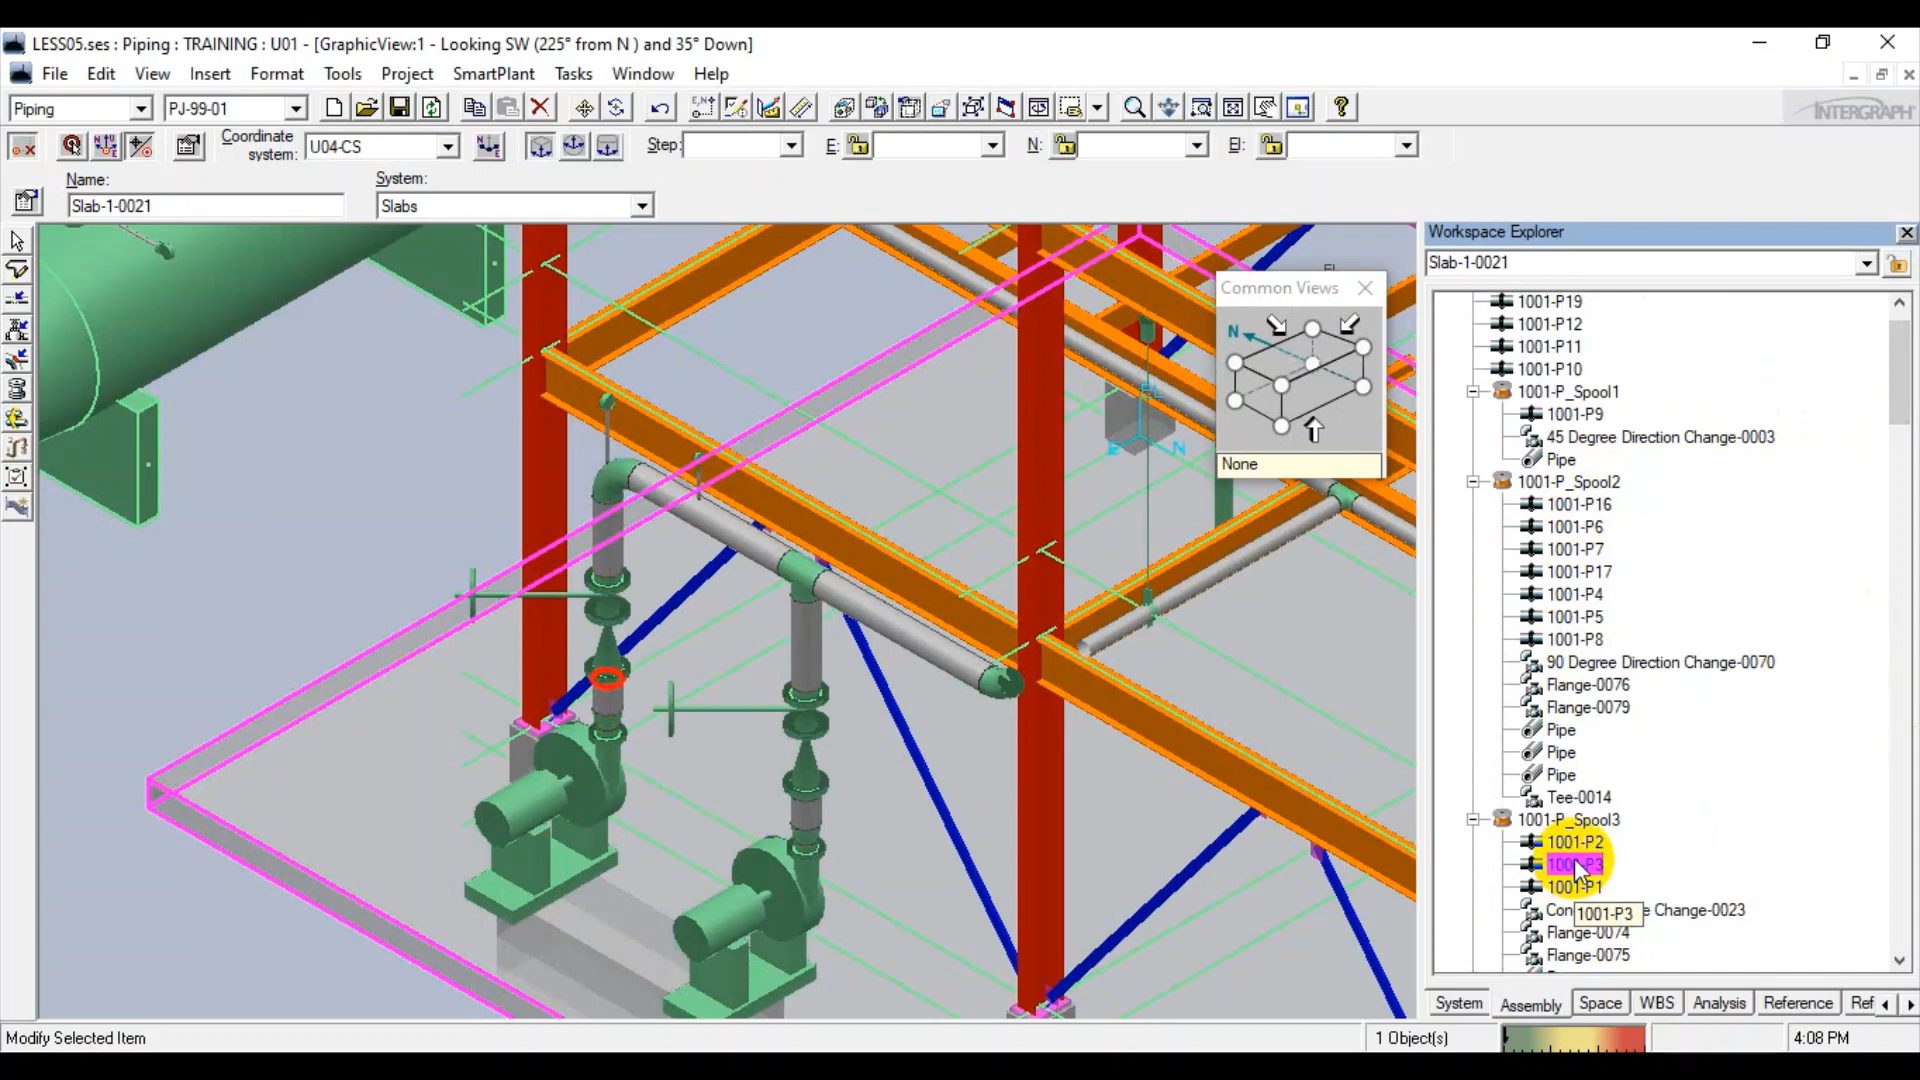 LESS05.ses : Piping : TRAINING : U01 - [GraphicView:1 - Looking SW (225° from N ) and 35° Down]
File Edit View Insert Format Tools Project SmartPlant Tasks Window Help
Piping PJ-99-01 INTERGRAPH
Coordinate system: U04-CS Step: E: N: El:
Name: System:
Slab-1-0021 Slabs
Workspace Explorer
Slab-1-0021
Common Views
N
None
EL
E N
1001-P19
1001-P12
1001-P11
1001-P10
1001-P_Spool1
1001-P9
45 Degree Direction Change-0003
Pipe
1001-P_Spool2
1001-P16
1001-P6
1001-P7
1001-P17
1001-P4
1001-P5
1001-P8
90 Degree Direction Change-0070
Flange-0076
Flange-0079
Pipe
Pipe
Pipe
Tee-0014
1001-P_Spool3
1001-P2
1001-P3
1001-P1
1001-P3
Change-0023
Flange-0074
Flange-0075
System Assembly Space WBS Analysis Reference Ref
Modify Selected Item 1 Object(s) 4:08 PM